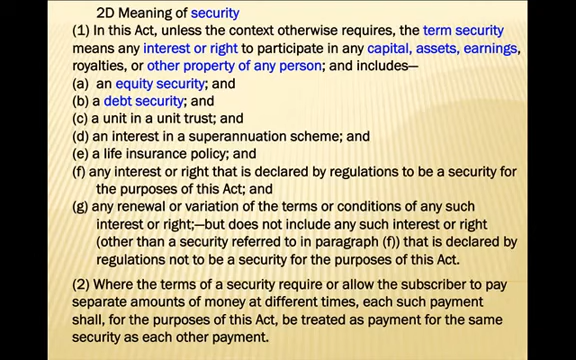 2D Meaning of security
(1) In this Act, unless the context otherwise requires, the term security
means any interest or right to participate in any capital, assets, earnings,
royalties, or other property of any person; and includes—
(a) an equity security; and
(b) a debt security; and
(c) a unit in a unit trust; and
(d) an interest in a superannuation scheme; and
(e) a life insurance policy; and
(f) any interest or right that is declared by regulations to be a security for
the purposes of this Act; and
(g) any renewal or variation of the terms or conditions of any such
interest or right;—but does not include any such interest or right
(other than a security referred to in paragraph (f)) that is declared by
regulations not to be a security for the purposes of this Act.
(2) Where the terms of a security require or allow the subscriber to pay
separate amounts of money at different times, each such payment
shall, for the purposes of this Act, be treated as payment for the same
security as each other payment.